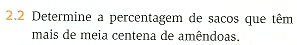 2.2 Determine a percentagem de sacos que têm
mais de meia centena de amêndoas.